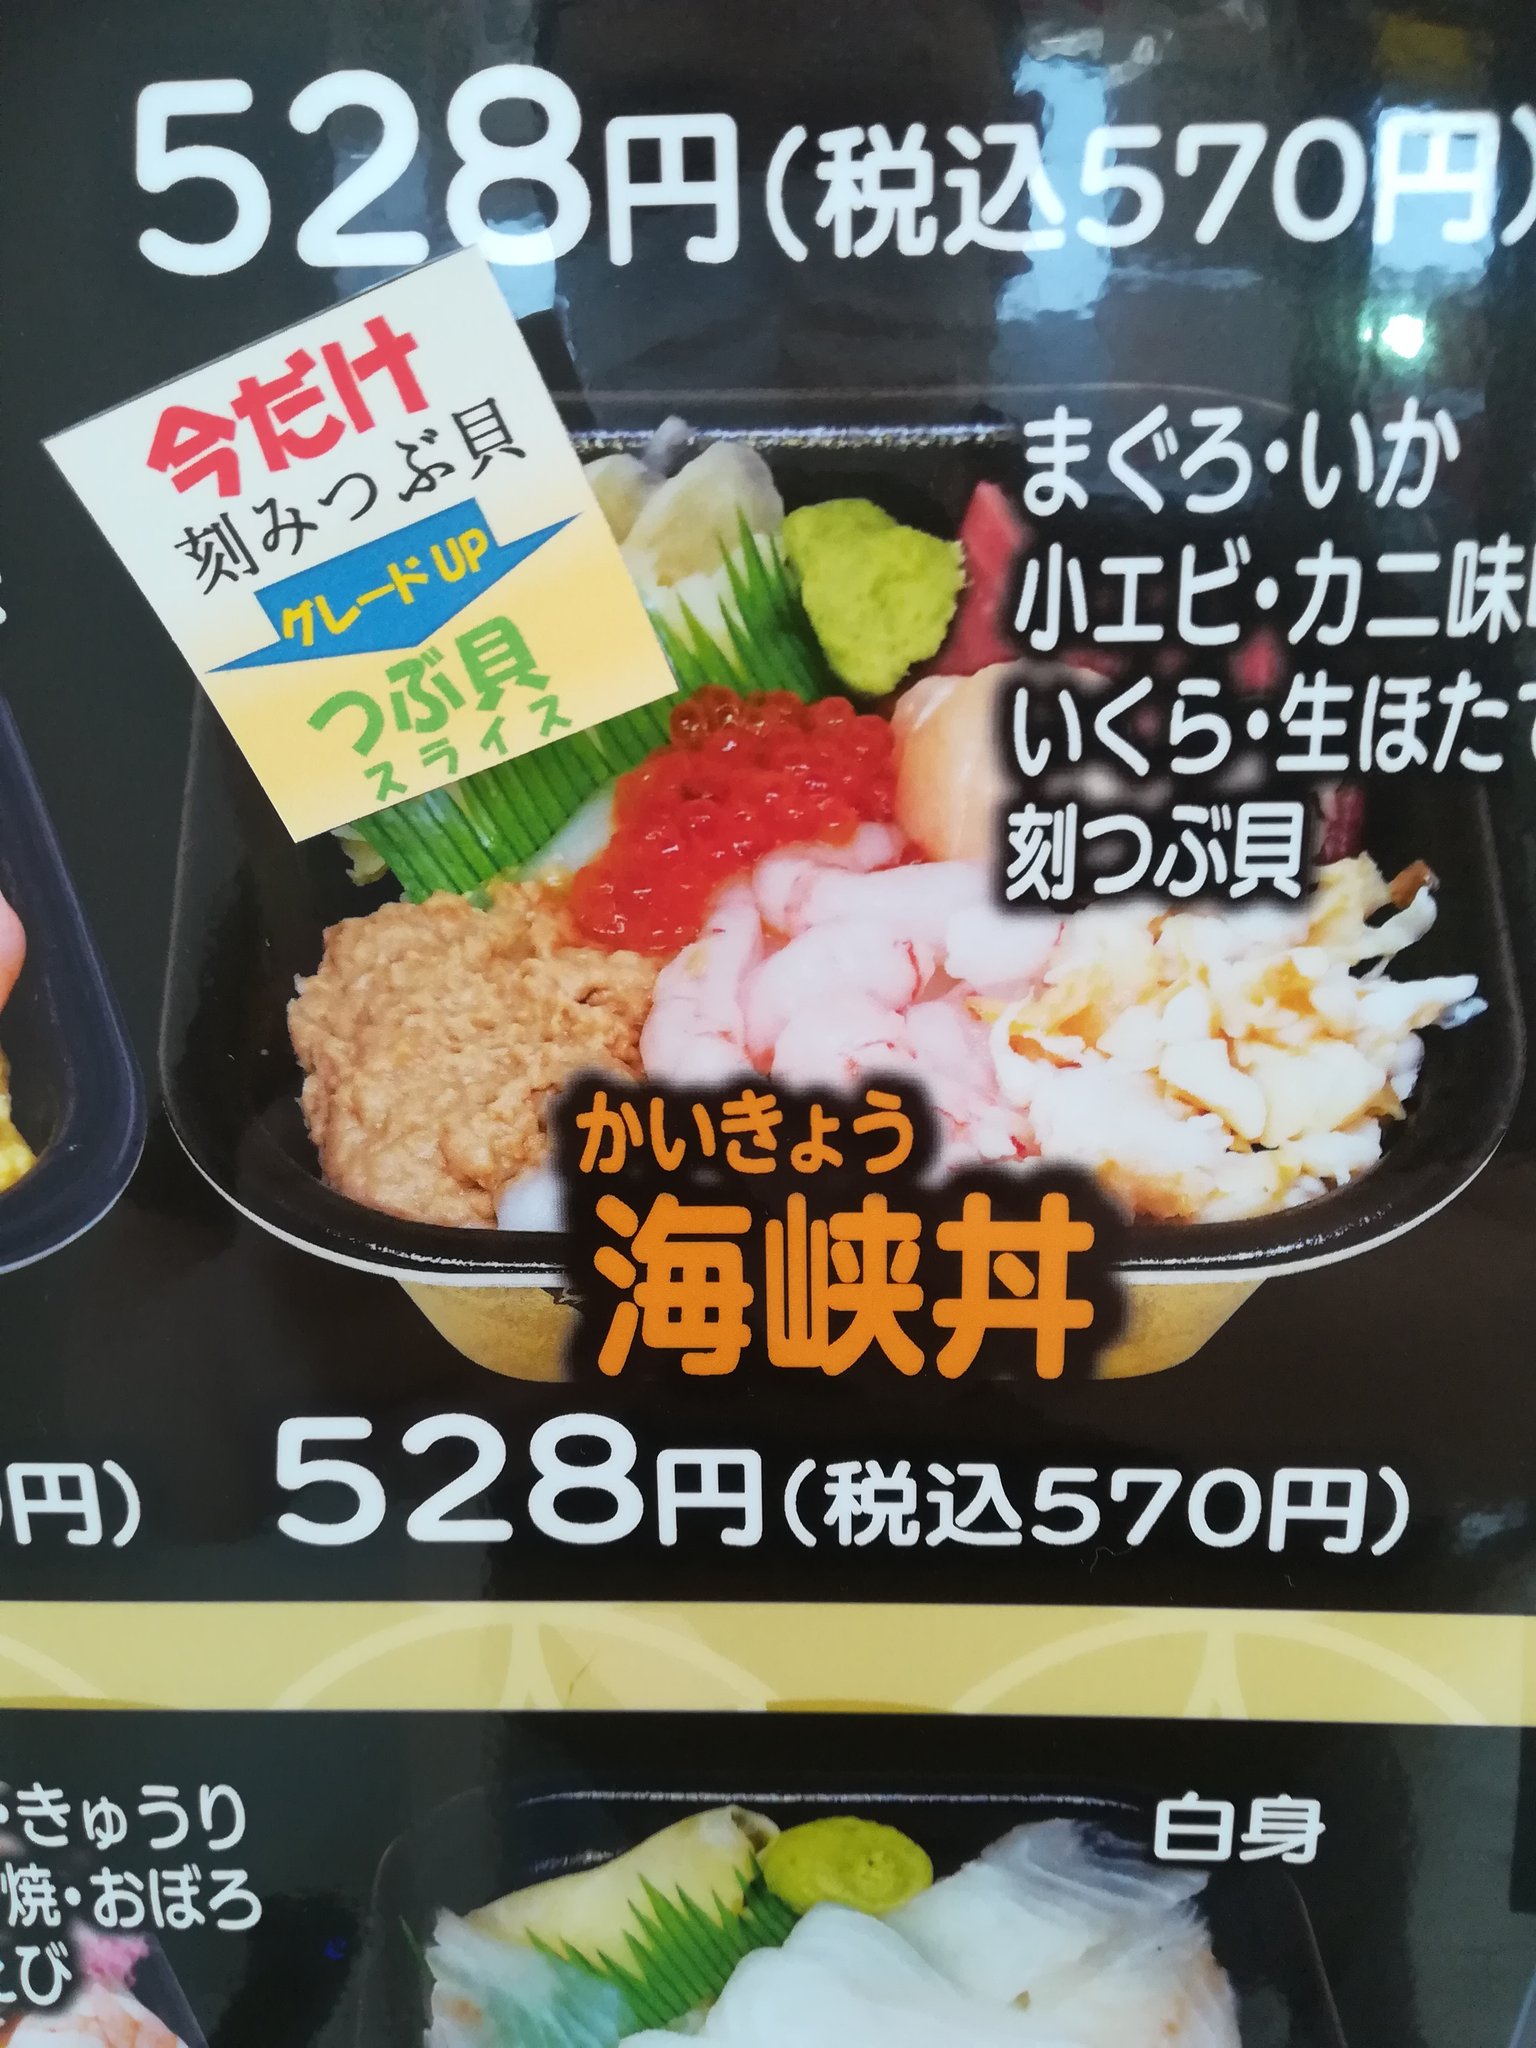 528円(税込570円)
今だけ
刻みつぶ貝
グレードUP
つぶ貝
スライス
まぐろ・いか
小エビ・カニ味
いくら・生ほたて
刻つぶ貝
かいきょう
海峡丼
円)
528円(税込570円)
・きゅうり
焼・おぼろ
び
白身